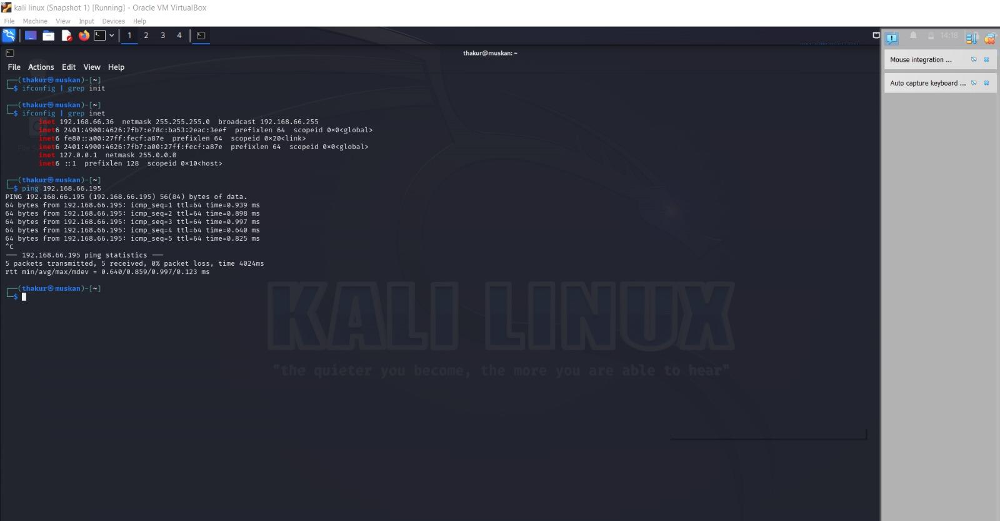 kali linux (Snapshot 1) [Running] - Oracle VM VirtualBox
File Machine View Input Devices Help
1 2 3 4
14:18
thakur@muskan: ~
File Actions Edit View Help
Mouse integration ...
Auto capture keyboard ...
┌──(thakur㉿muskan)-[~]
└─$ ifconfig | grep init
┌──(thakur㉿muskan)-[~]
└─$ ifconfig | grep inet
inet 192.168.66.36  netmask 255.255.255.0  broadcast 192.168.66.255
inet6 2401:4900:4626:7fb7:e78c:ba53:2eac:3eef  prefixlen 64  scopeid 0×0<global>
inet6 fe80::a00:27ff:fecf:a87e  prefixlen 64  scopeid 0×20<link>
inet6 2401:4900:4626:7fb7:a00:27ff:fecf:a87e  prefixlen 64  scopeid 0×0<global>
inet 127.0.0.1  netmask 255.0.0.0
inet6 ::1  prefixlen 128  scopeid 0×10<host>
┌──(thakur㉿muskan)-[~]
└─$ ping 192.168.66.195
PING 192.168.66.195 (192.168.66.195) 56(84) bytes of data.
64 bytes from 192.168.66.195: icmp_seq=1 ttl=64 time=0.939 ms
64 bytes from 192.168.66.195: icmp_seq=2 ttl=64 time=0.898 ms
64 bytes from 192.168.66.195: icmp_seq=3 ttl=64 time=0.997 ms
64 bytes from 192.168.66.195: icmp_seq=4 ttl=64 time=0.640 ms
64 bytes from 192.168.66.195: icmp_seq=5 ttl=64 time=0.825 ms
^C
--- 192.168.66.195 ping statistics ---
5 packets transmitted, 5 received, 0% packet loss, time 4024ms
rtt min/avg/max/mdev = 0.640/0.859/0.997/0.123 ms
┌──(thakur㉿muskan)-[~]
└─$
KALI LINUX
"the quieter you become, the more you are able to hear"